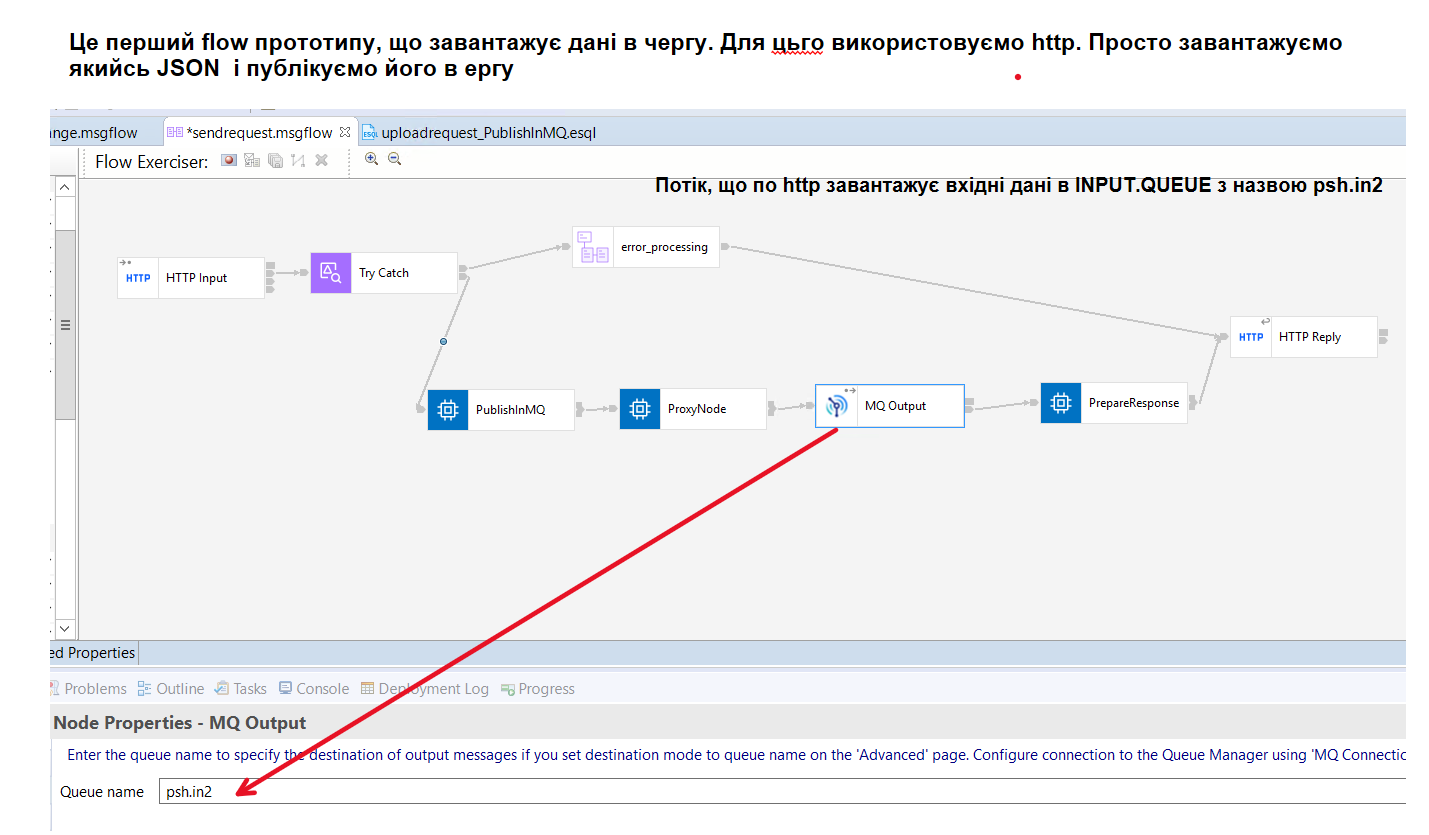 Це перший flow прототипу, що завантажує дані в чергу. Для цьго використовуємо http. Просто завантажуємо
якийсь JSON і публікуємо його в ергу
nge.msgflow
*sendrequest.msgflow
uploadrequest_PublishInMQ.esql
Flow Exerciser:
Потік, що по http завантажує вхідні дані в INPUT.QUEUE з назвою psh.in2
error_processing
HTTP
HTTP Input
Try Catch
HTTP
HTTP Reply
PublishInMQ
ProxyNode
MQ Output
PrepareResponse
ed Properties
Problems
Outline
Tasks
Console
Deployment Log
Progress
Node Properties - MQ Output
Enter the queue name to specify the destination of output messages if you set destination mode to queue name on the 'Advanced' page. Configure connection to the Queue Manager using 'MQ Connectio
Queue name
psh.in2